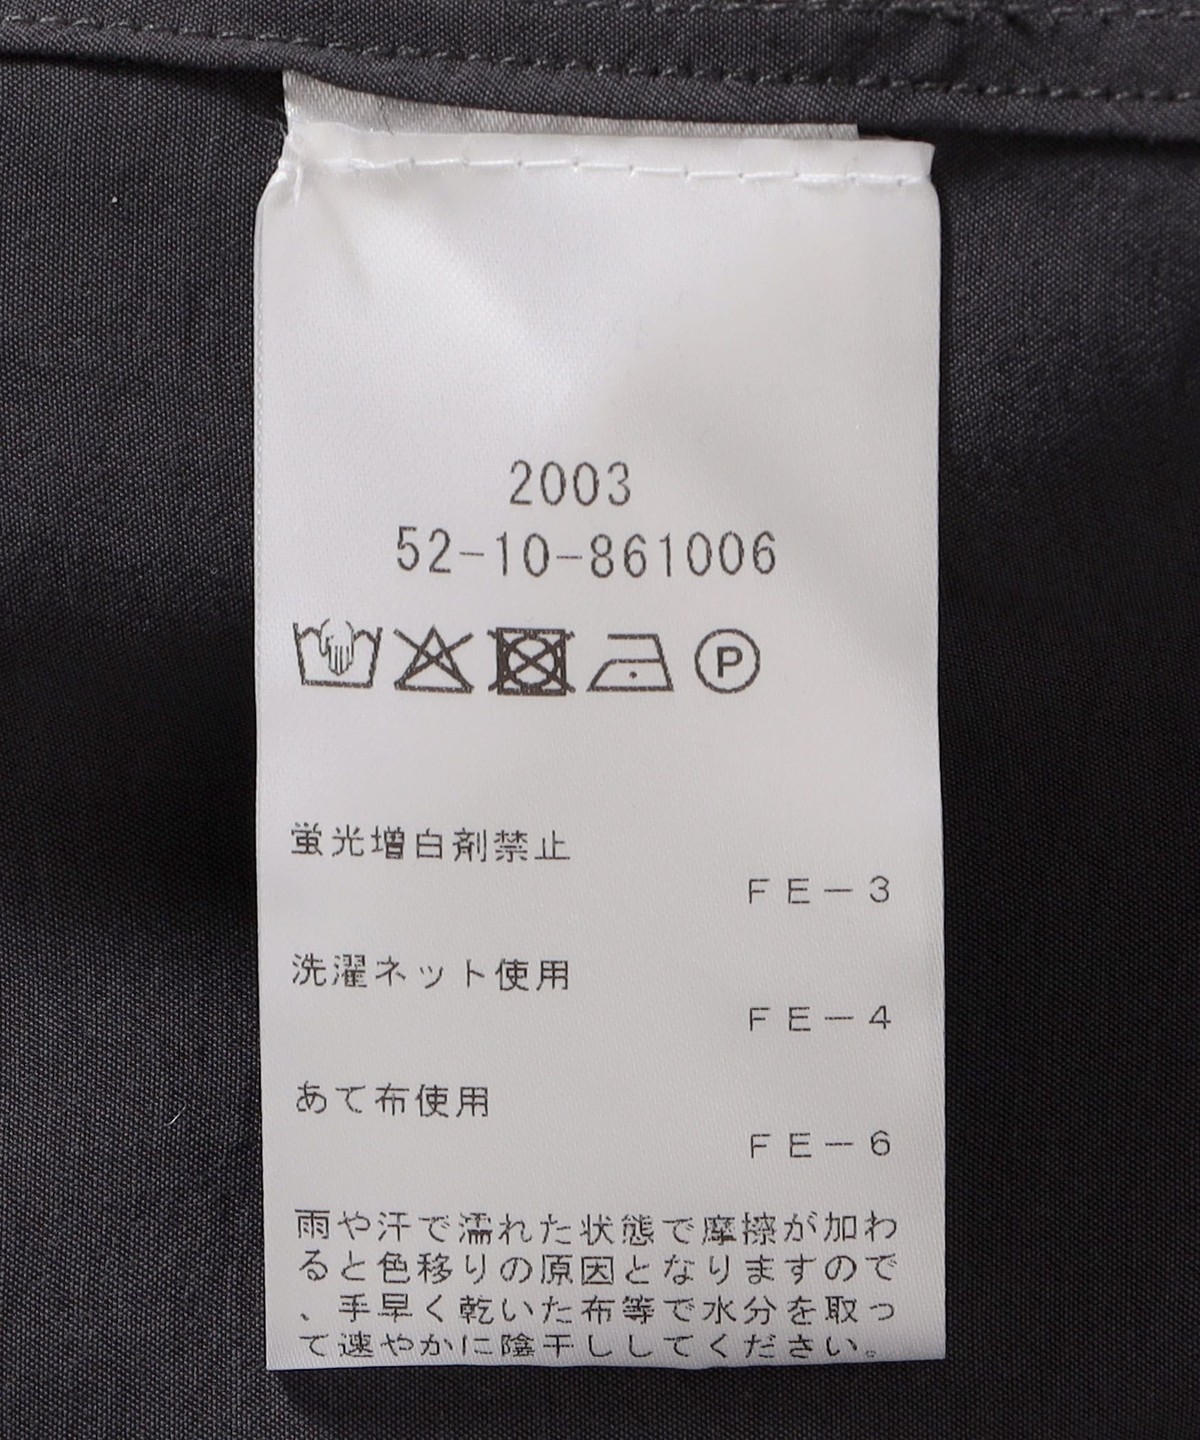 2003
52-10-861006
P
蛍光増白剤禁止
FE-3
洗濯ネット使用
FE-4
あて布使用
FE-6
雨や汗で濡れた状態で摩擦が加わ
ると色移りの原因となりますので
、手早く乾いた布等で水分を取っ
て速やかに陰干ししてください。